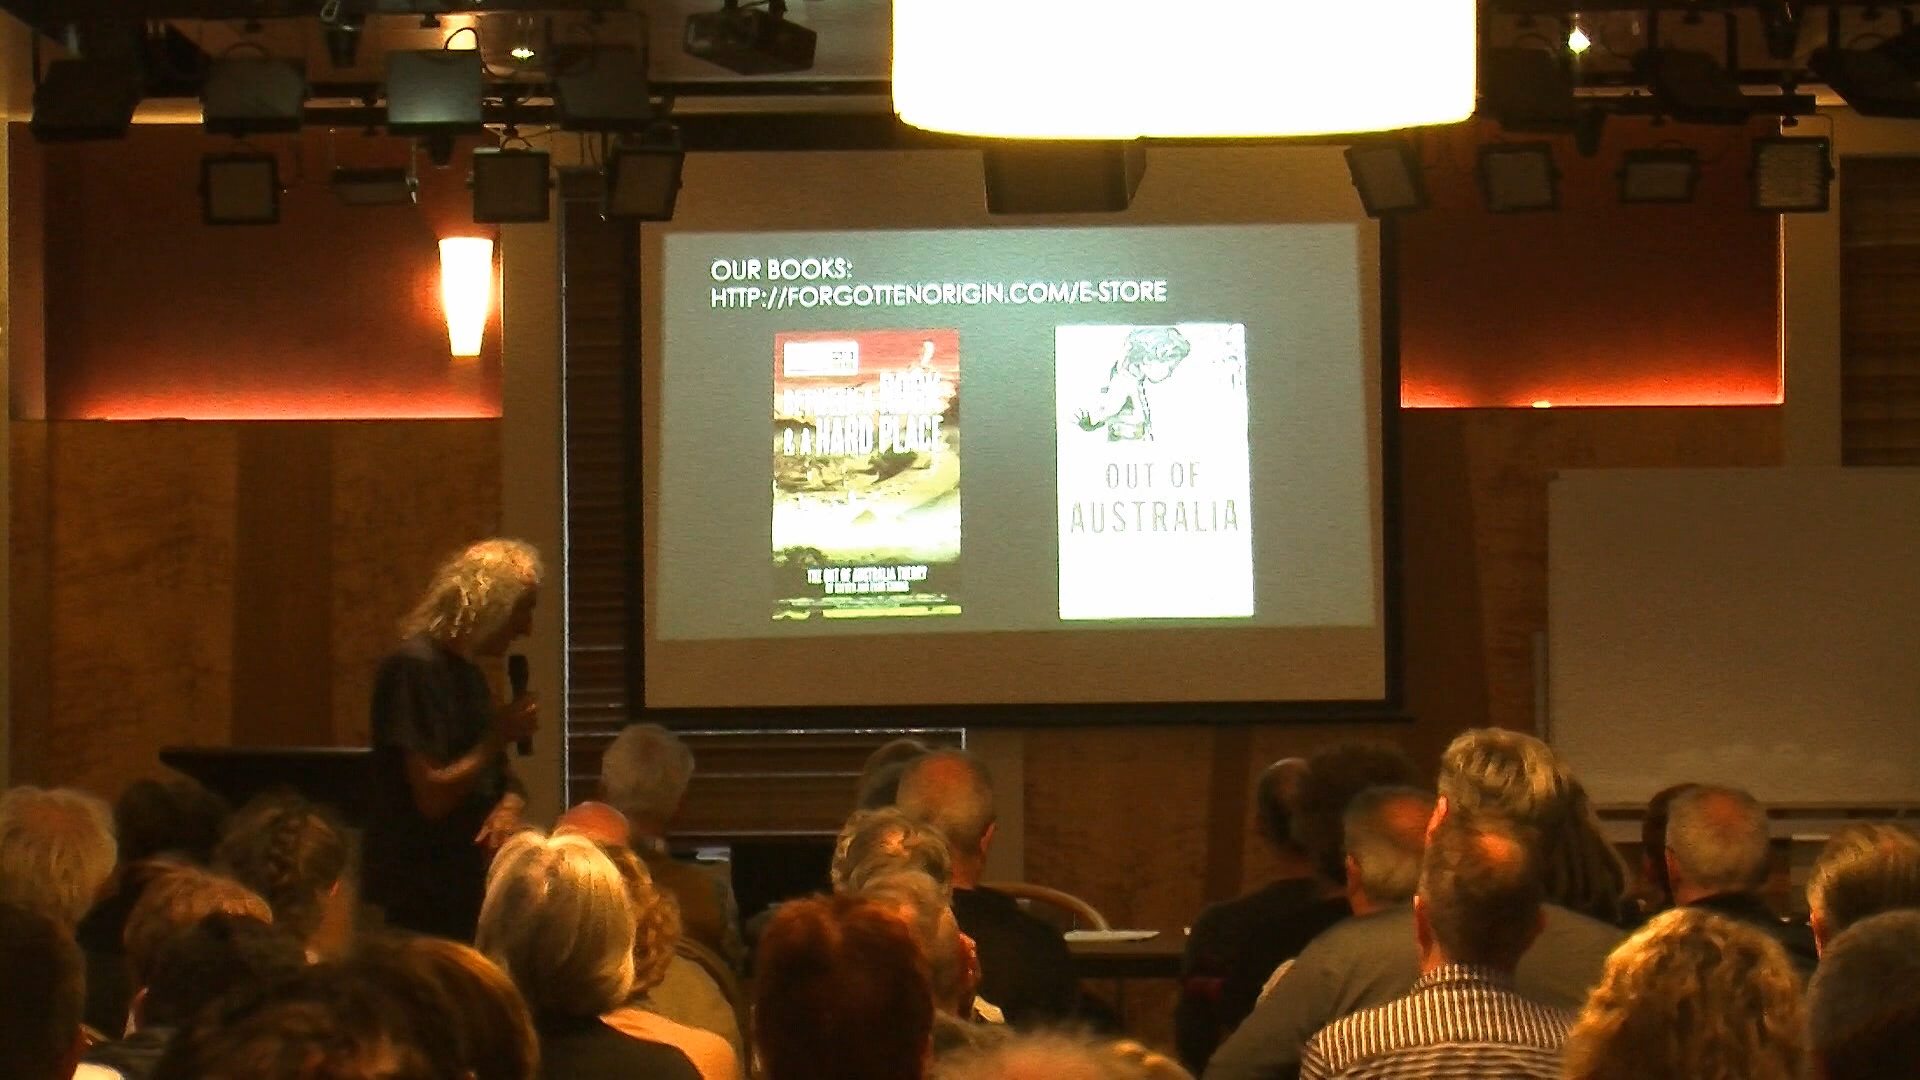 OUR BOOKS:
HTTP://FORGOTTENORIGIN.COM/E-STORE
& A HARD PLACE
THE OUT OF AUSTRALIA THEORY
OUT OF
AUSTRALIA